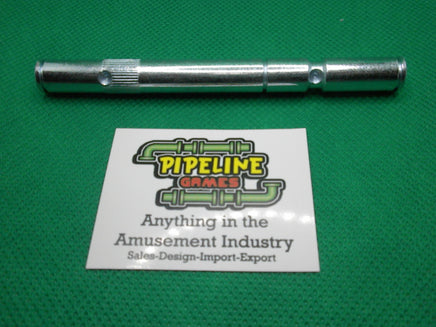 PIPELINE
GAMES
Anything in the
Amusement Industry
Sales-Design-Import-Export